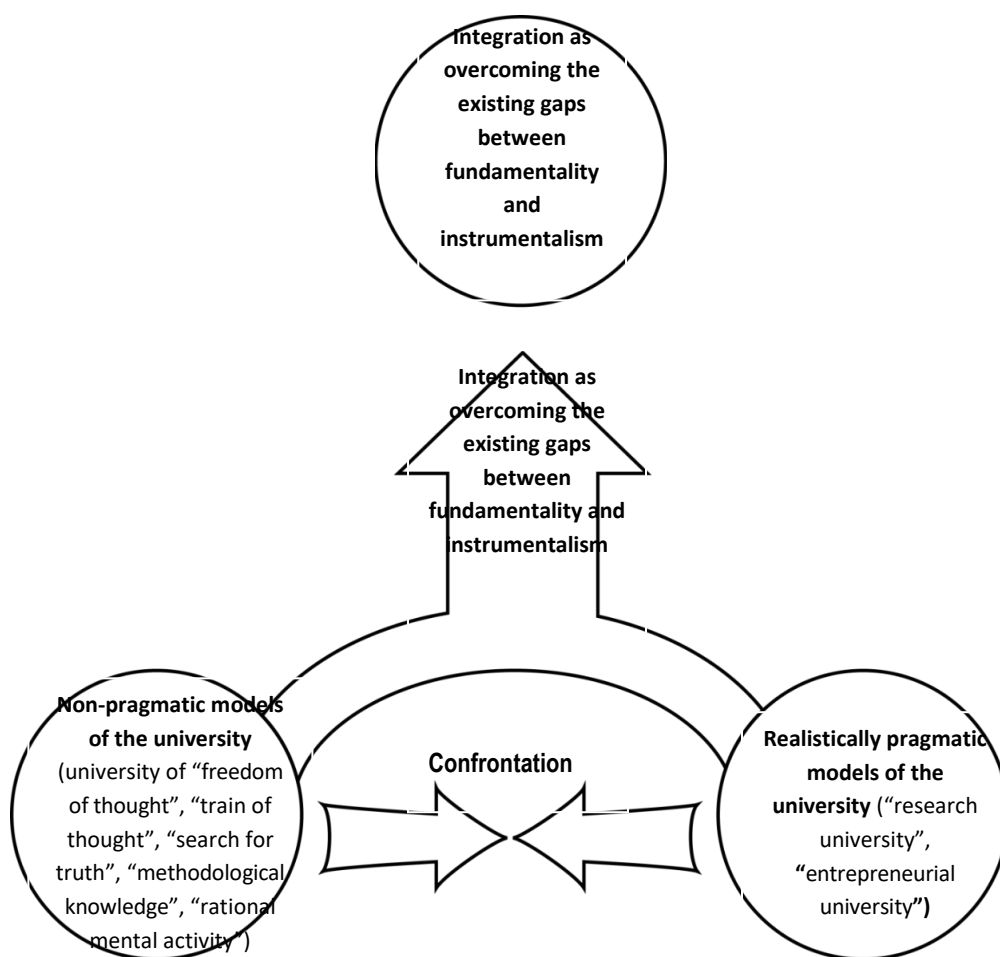 Integration as
overcoming the
existing gaps
between
fundamentality
and
instrumentalism
Integration as
overcoming the
existing gaps
between
fundamentality and
instrumentalism
Confrontation
Non-pragmatic models
of the university
(university of “freedom
of thought”, “train of
thought”, “search for
truth”, “methodological
knowledge”, “rational
mental activity”)
Realistically pragmatic
models of the
university (“research
university”,
“entrepreneurial
university”)